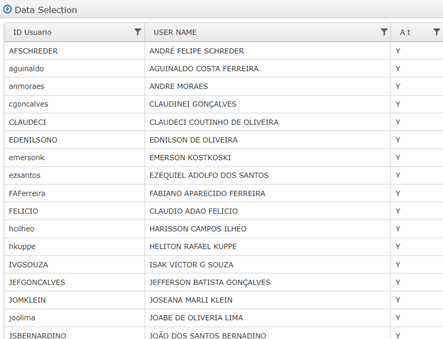 Data Selection
ID Usuario USER NAME A t
AFSCHREDER ANDRÉ FELIPE SCHREDER Y
aguinaldo AGUINALDO COSTA FERREIRA Y
anmoraes ANDRE MORAES Y
cgoncalves CLAUDINEI GONÇALVES Y
CLAUDECI CLAUDECI COUTINHO DE OLIVEIRA Y
EDENILSONO EDNILSON DE OLIVEIRA Y
emersonk EMERSON KOSTKOSKI Y
ezsantos EZEQUIEL ADOLFO DOS SANTOS Y
FAFerreira FABIANO APARECIDO FERREIRA Y
FELICIO CLAUDIO ADAO FELICIO Y
hcilheo HARISSON CAMPOS ILHÉO Y
hkuppe HELITON RAFAEL KUPPE Y
IVGSOUZA ISAK VICTOR G SOUZA Y
JEFGONCALVES JEFFERSON BATISTA GONÇALVES Y
JOMKLEIN JOSEANA MARLI KLEIN Y
joolima JOABE DE OLIVERIA LIMA Y
JSBERNARDINO JOÃO DOS SANTOS BERNADINO Y